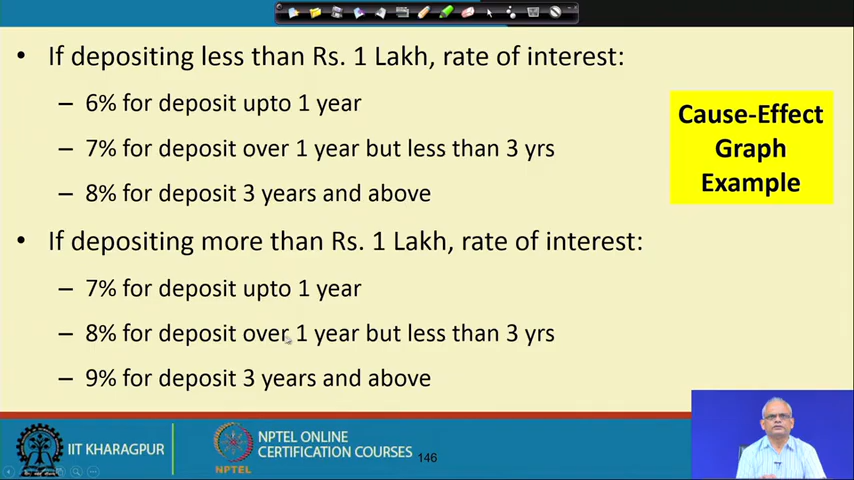 • If depositing less than Rs. 1 Lakh, rate of interest:
– 6% for deposit upto 1 year
– 7% for deposit over 1 year but less than 3 yrs
– 8% for deposit 3 years and above
Cause-Effect
Graph
Example
• If depositing more than Rs. 1 Lakh, rate of interest:
– 7% for deposit upto 1 year
– 8% for deposit over 1 year but less than 3 yrs
– 9% for deposit 3 years and above
IIT KHARAGPUR
NPTEL
NPTEL ONLINE
CERTIFICATION COURSES
146